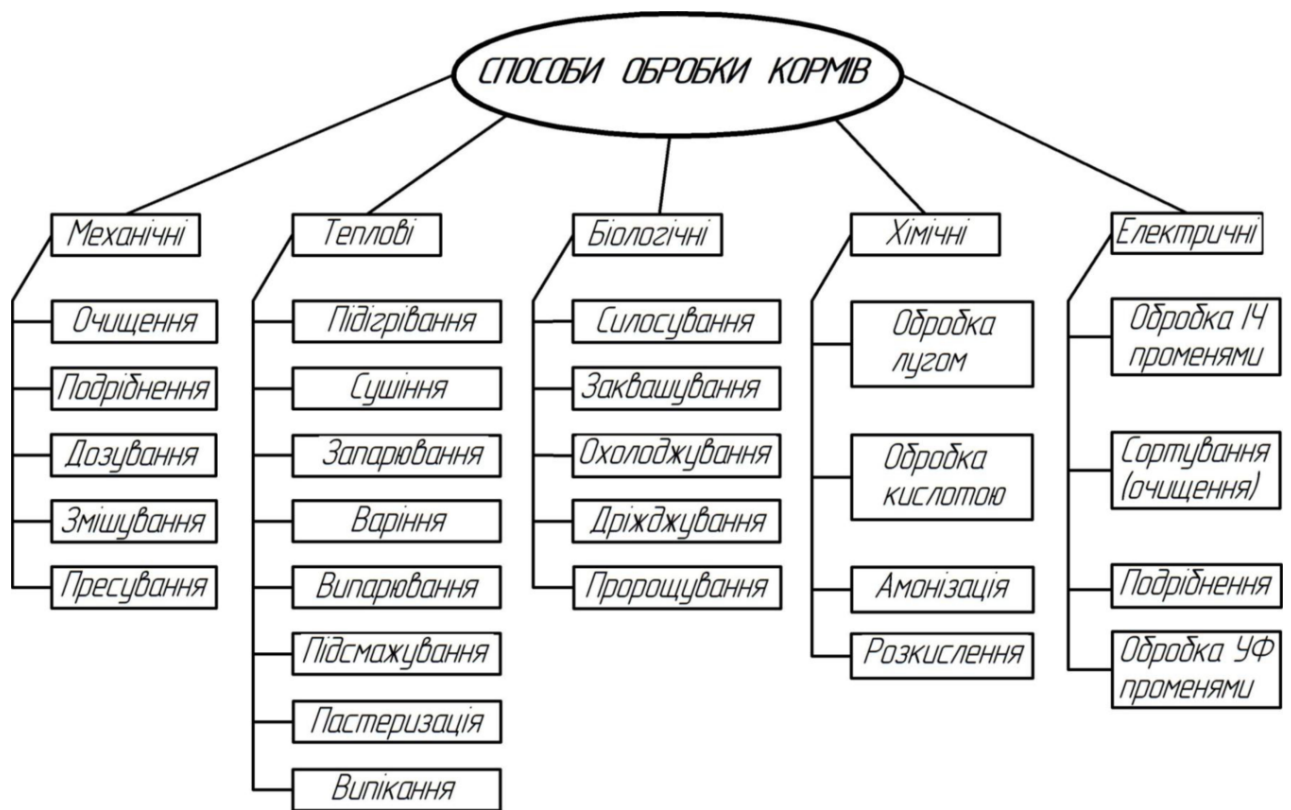 СПОСОБИ ОБРОБКИ КОРМІВ
Механічні
Очищення
Подрібнення
Дозування
Змішування
Пресування
Теплові
Підігрівання
Сушіння
Запарювання
Варіння
Випарювання
Підсмажування
Пастеризація
Випікання
Біологічні
Силосування
Заквашування
Охолоджування
Дріжджування
Пророщування
Хімічні
Обробка
лугом
Обробка
кислотою
Амонізація
Розкислення
Електричні
Обробка ІЧ
променями
Сортування
(очищення)
Подрібнення
Обробка УФ
променями